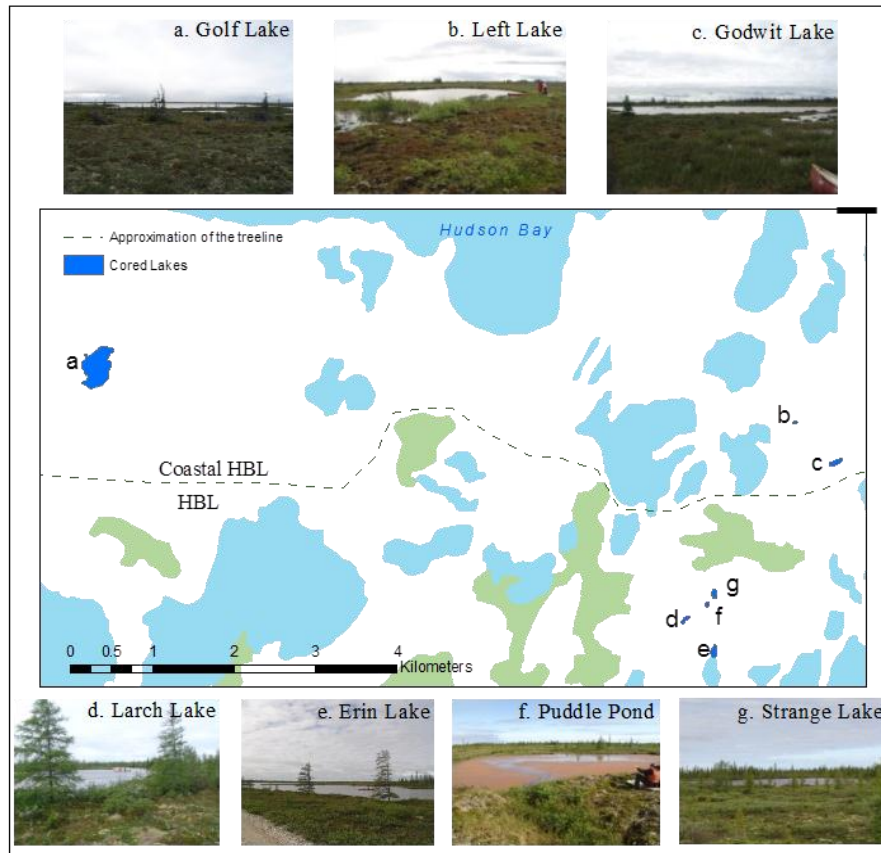 a. Golf Lake
b. Left Lake
c. Godwit Lake
Hudson Bay
Approximation of the treeline
Cored Lakes
a
b
c
Coastal HBL
HBL
g
f
d
e
0 0.5 1 2 3 4
Kilometers
d. Larch Lake
e. Erin Lake
f. Puddle Pond
g. Strange Lake